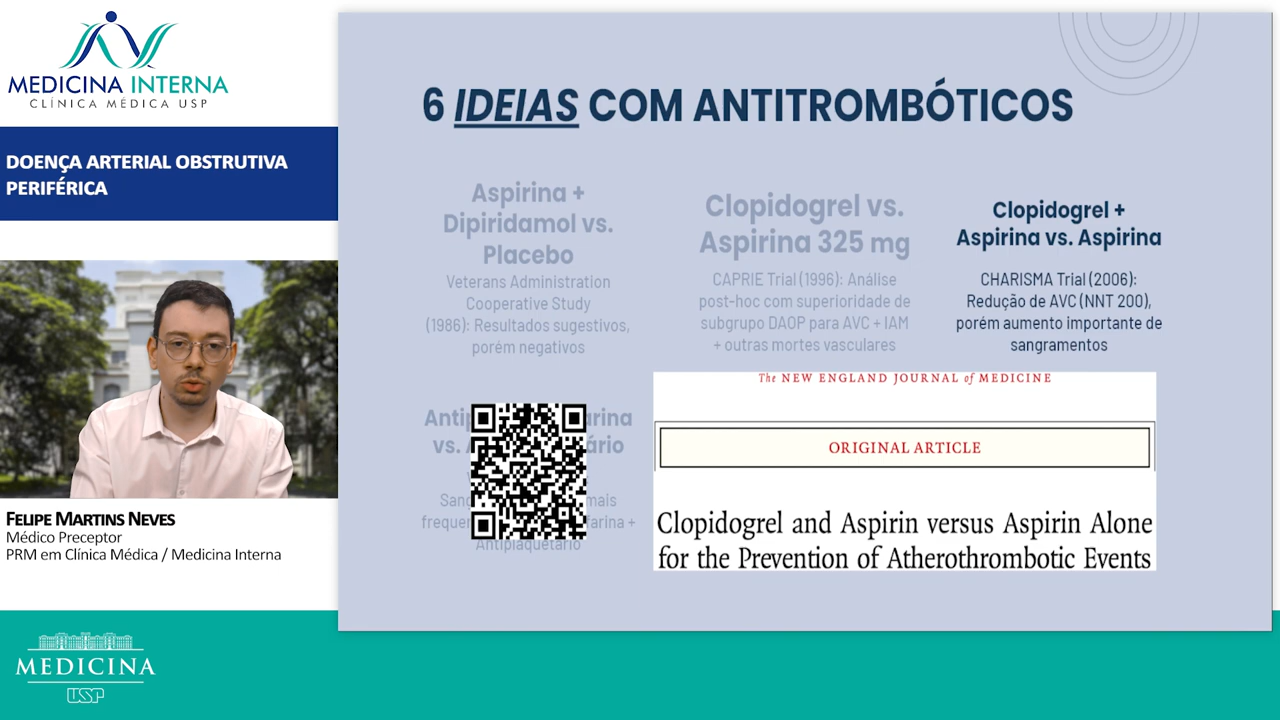 MEDICINA INTERNA
CLÍNICA MÉDICA USP
DOENÇA ARTERIAL OBSTRUTIVA
PERIFÉRICA
FELIPE MARTINS NEVES
Médico Preceptor
PRM em Clínica Médica / Medicina Interna
MEDICINA
USP
6 IDEIAS COM ANTITROMBÓTICOS
Aspirina +
Dipiridamol vs.
Placebo
Veterans Administration
Cooperative Study
(1986): Resultados sugestivos,
porém negativos
Clopidogrel vs.
Aspirina 325 mg
CAPRIE Trial (1996): Análise
post-hoc com superioridade de
subgrupo DAOP para AVC + IAM
+ outras mortes vasculares
Clopidogrel +
Aspirina vs. Aspirina
CHARISMA Trial (2006):
Redução de AVC (NNT 200),
porém aumento importante de
sangramentos
vs.
mais
+
Antiplaquetário
The NEW ENGLAND JOURNAL of MEDICINE
ORIGINAL ARTICLE
Clopidogrel and Aspirin versus Aspirin Alone
for the Prevention of Atherothrombotic Events